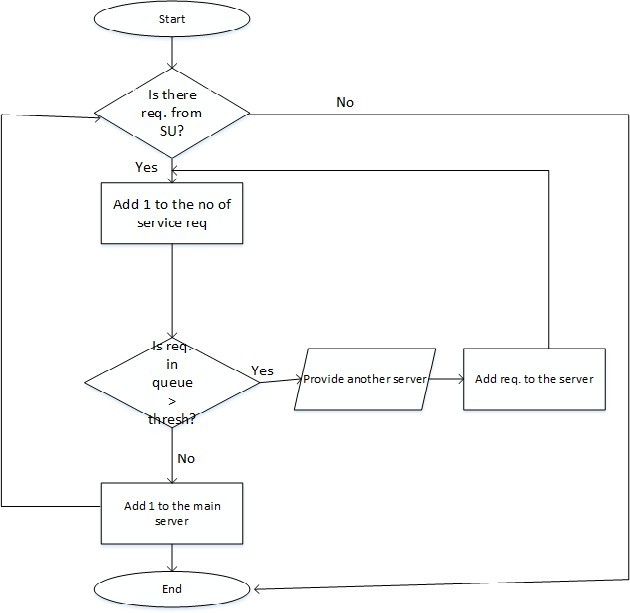 Start
Is there
req. from
SU?
No
Yes
Add 1 to the no of
service req
Is req.
in
queue
>
thresh?
Yes
Provide another server
Add req. to the server
No
Add 1 to the main
server
End